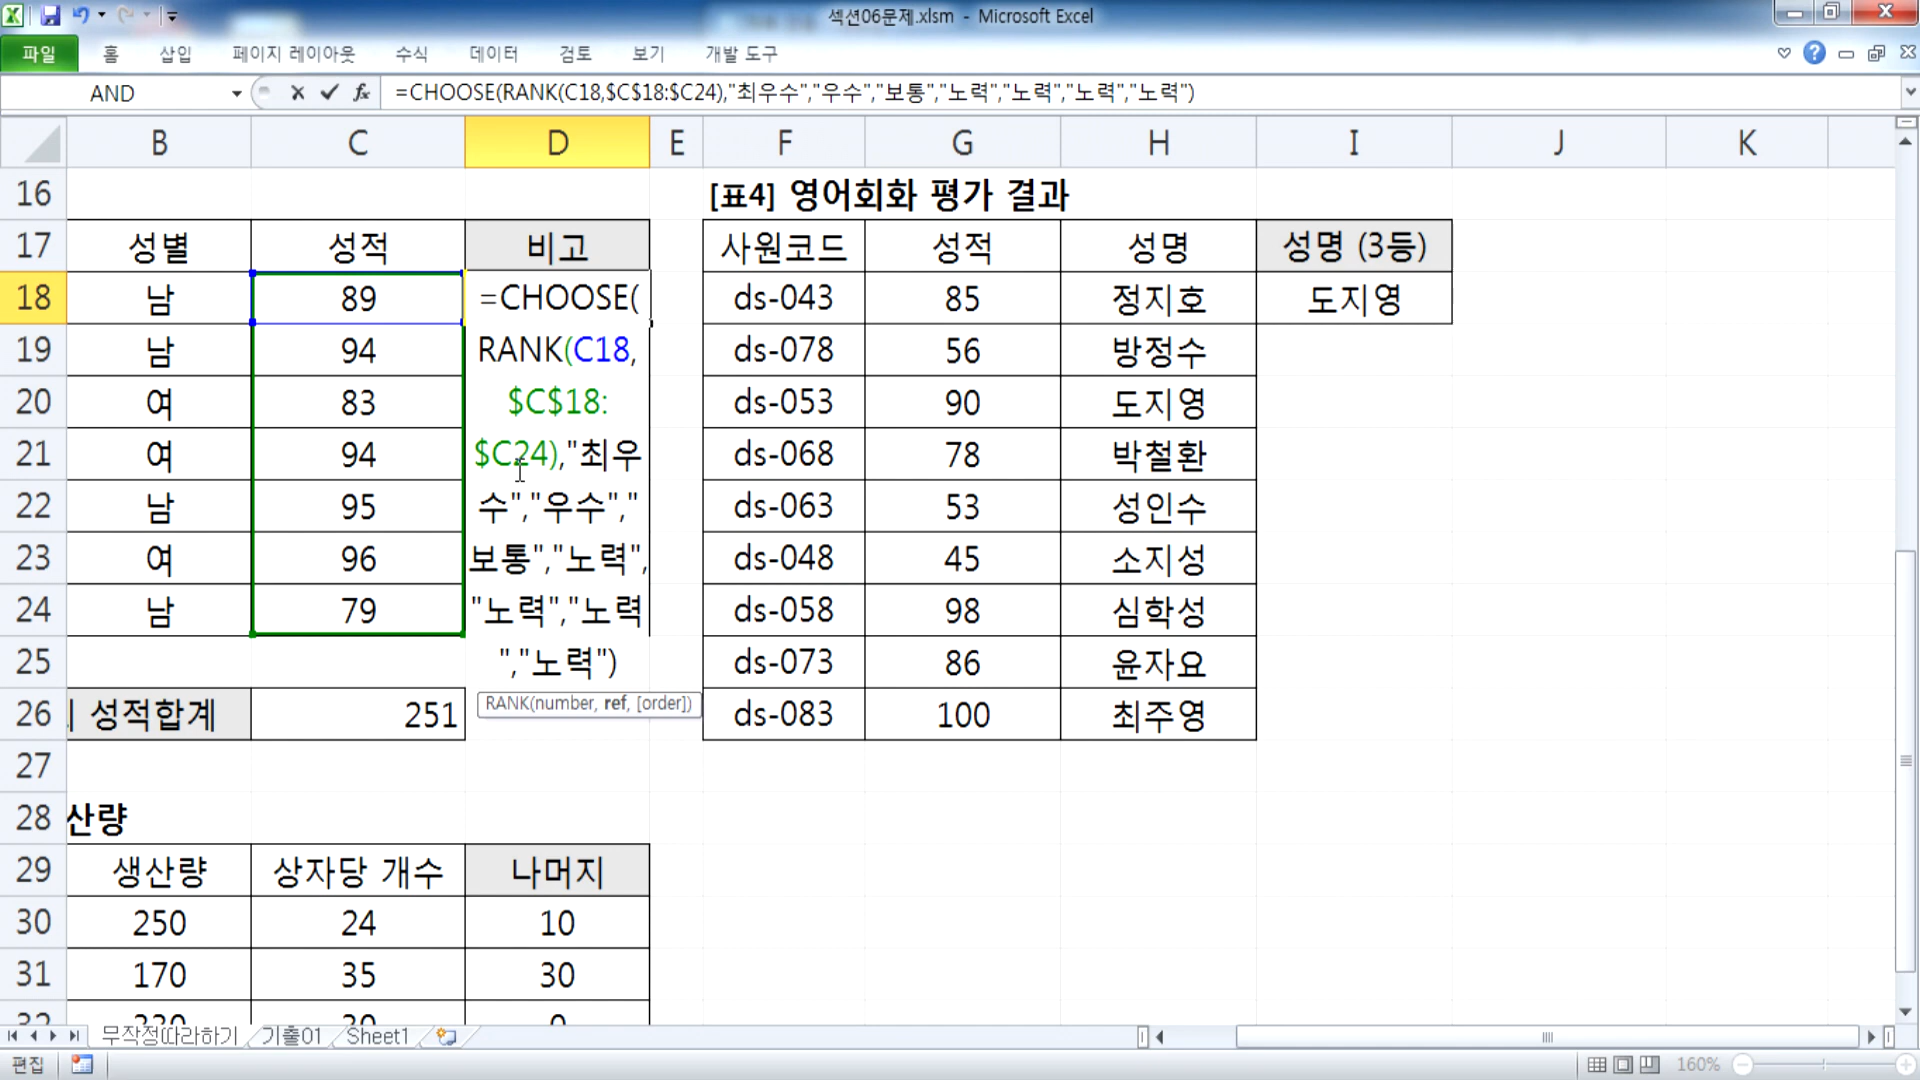 섹션06문제.xlsm - Microsoft Excel
파일 홈 삽입 페이지 레이아웃 수식 데이터 검토 보기 개발 도구
AND fx =CHOOSE(RANK(C18,$C$18:$C24),"최우수","우수","보통","노력","노력","노력","노력")
B C D E F G H I J K
16 [표4] 영어회화 평가 결과
17 성별 성적 비고 사원코드 성적 성명 성명 (3등)
18 남 89 =CHOOSE( ds-043 85 정지호 도지영
19 남 94 RANK(C18, ds-078 56 방정수
20 여 83 $C$18: ds-053 90 도지영
21 여 94 $C24),"최우 ds-068 78 박철환
22 남 95 수","우수"," ds-063 53 성인수
23 여 96 보통","노력", ds-048 45 소지성
24 남 79 "노력","노력 ds-058 98 심학성
25 ","노력") ds-073 86 윤자요
26 성적합계 251 RANK(number, ref, [order]) ds-083 100 최주영
27
28 산량
29 생산량 상자당 개수 나머지
30 250 24 10
31 170 35 30
무작정따라하기 기출01 Sheet1
편집 160%